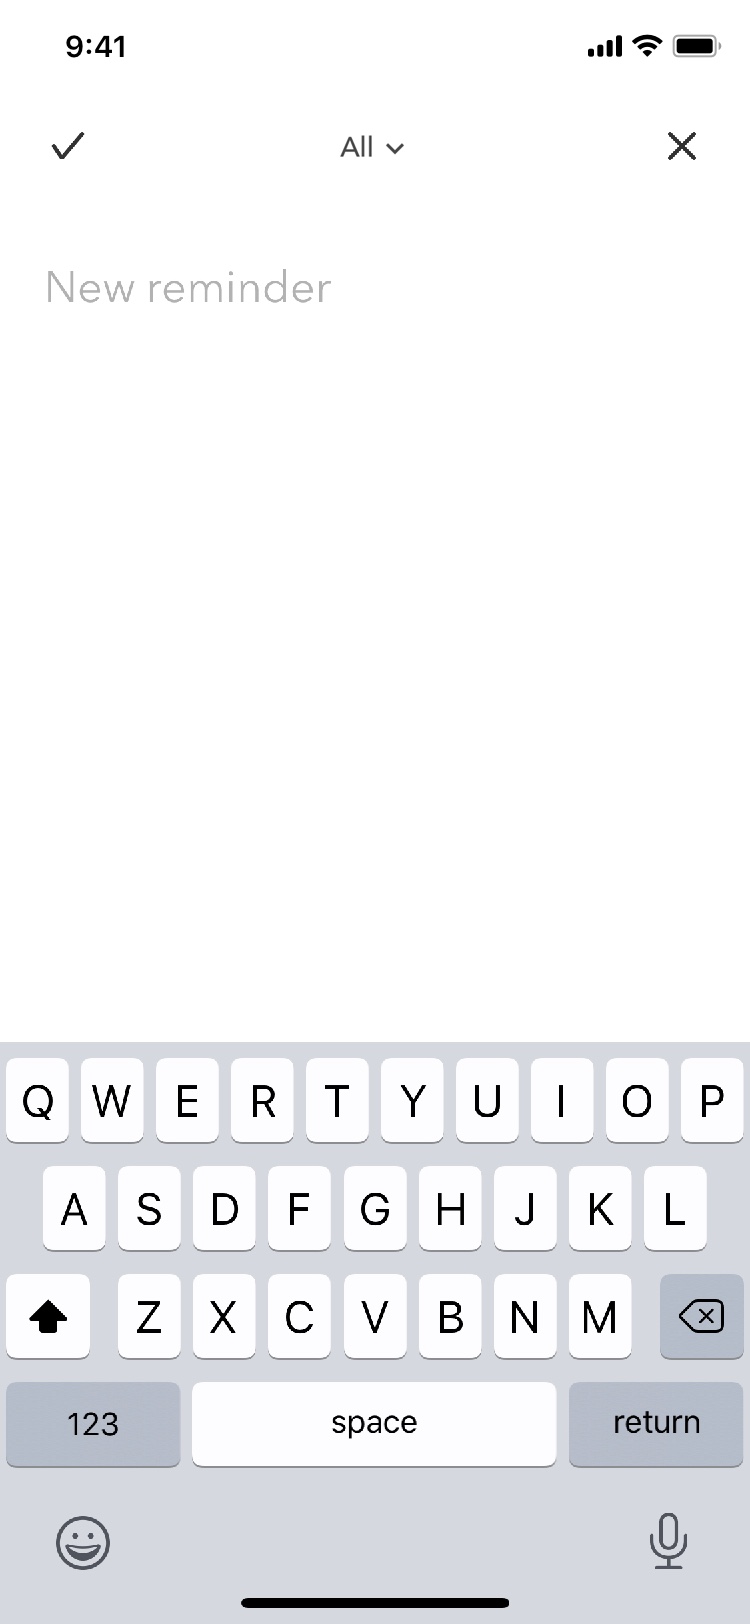 9:41
All
New reminder
Q W E R T Y U I O P
A S D F G H J K L
Z X C V B N M
123 space return